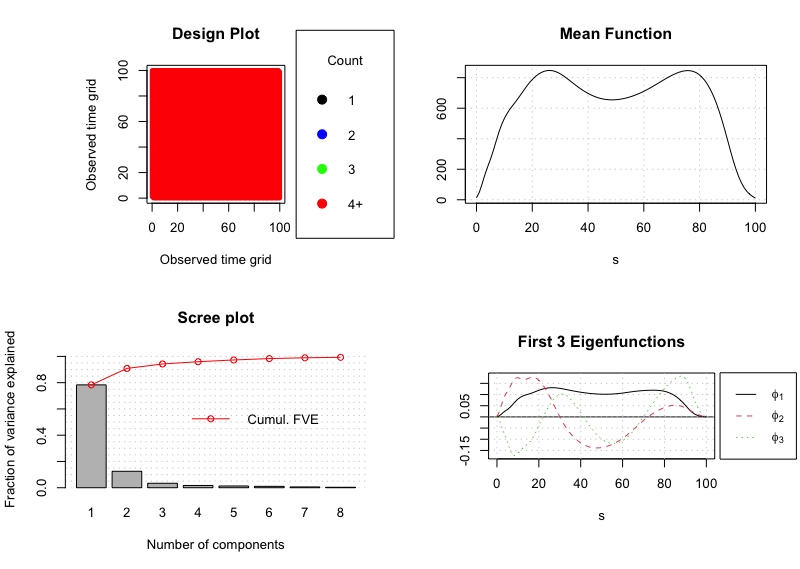 Design Plot
Observed time grid
0
20
60
100
0 20 60 100
Observed time grid
Count
1
2
3
4+
Mean Function
0
200
600
0 20 40 60 80 100
s
Scree plot
Fraction of variance explained
0.0
0.4
0.8
Cumul. FVE
1 2 3 4 5 6 7 8
Number of components
First 3 Eigenfunctions
-0.15
0.05
0 20 40 60 80 100
s
ϕ1
ϕ2
ϕ3